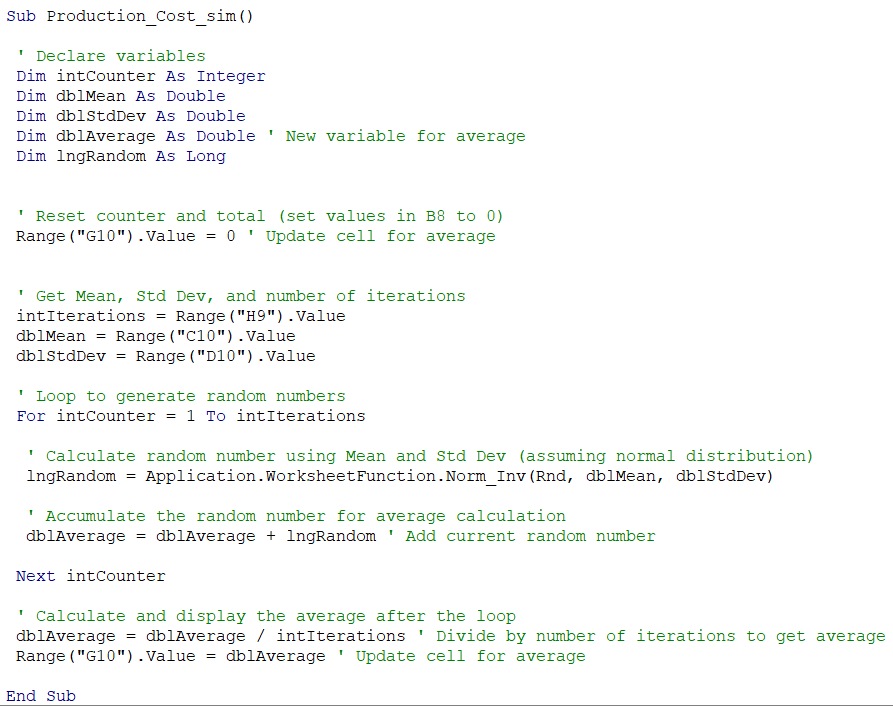 Sub Production_Cost_sim()
' Declare variables
Dim intCounter As Integer
Dim dblMean As Double
Dim dblStdDev As Double
Dim dblAverage As Double ' New variable for average
Dim lngRandom As Long
' Reset counter and total (set values in B8 to 0)
Range("G10").Value = 0 ' Update cell for average
' Get Mean, Std Dev, and number of iterations
intIterations = Range("H9").Value
dblMean = Range("C10").Value
dblStdDev = Range("D10").Value
' Loop to generate random numbers
For intCounter = 1 To intIterations
' Calculate random number using Mean and Std Dev (assuming normal distribution)
lngRandom = Application.WorksheetFunction.Norm_Inv(Rnd, dblMean, dblStdDev)
' Accumulate the random number for average calculation
dblAverage = dblAverage + lngRandom ' Add current random number
Next intCounter
' Calculate and display the average after the loop
dblAverage = dblAverage / intIterations ' Divide by number of iterations to get average
Range("G10").Value = dblAverage ' Update cell for average
End Sub